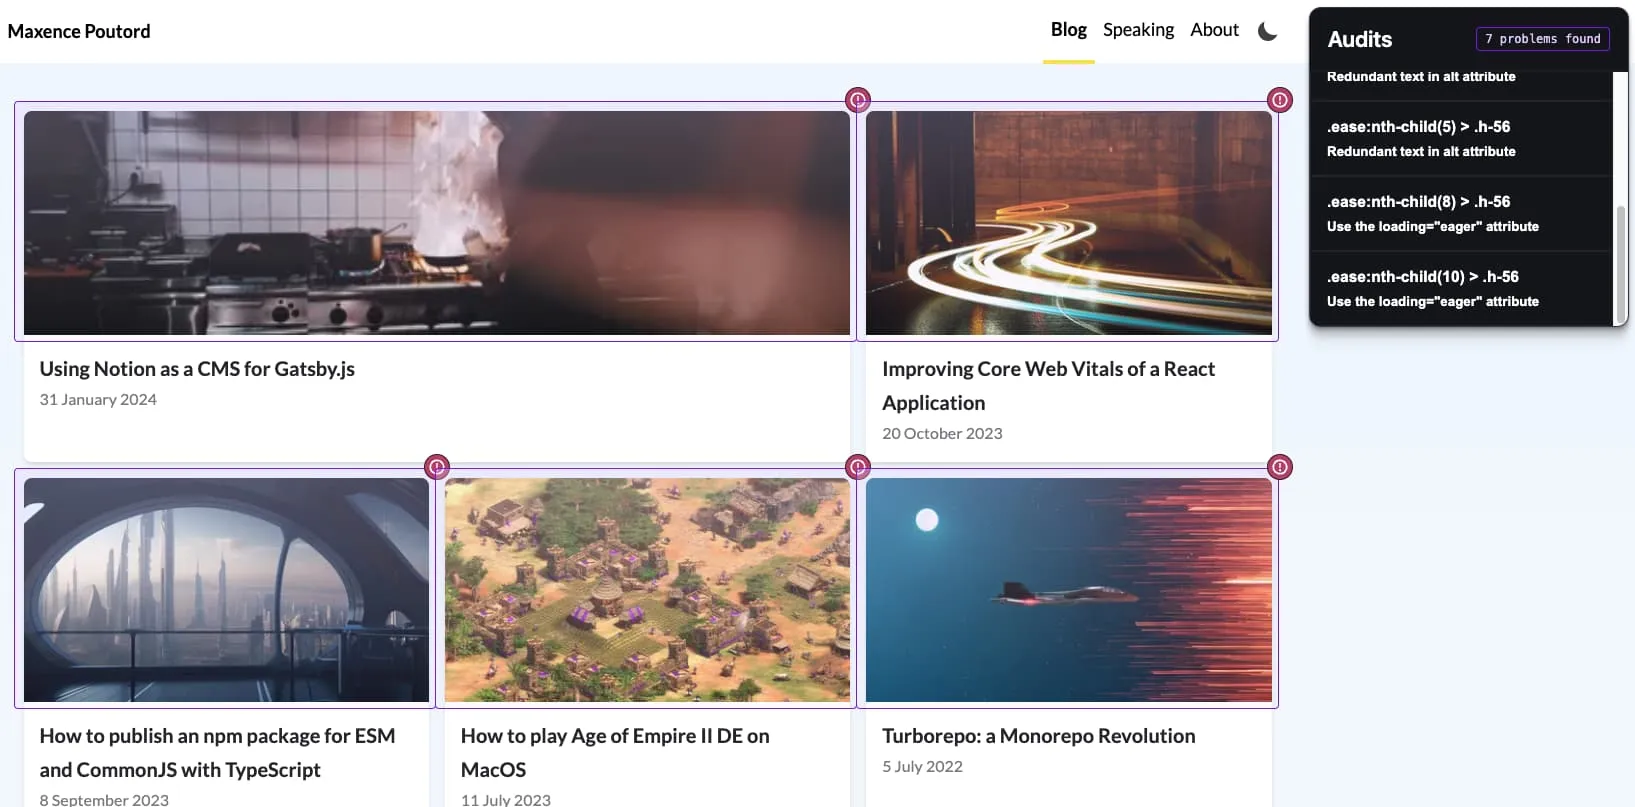 Maxence Poutord
Blog Speaking About
Audits
7 problems found
Redundant text in alt attribute
.ease:nth-child(5) > .h-56
Redundant text in alt attribute
.ease:nth-child(8) > .h-56
Use the loading="eager" attribute
.ease:nth-child(10) > .h-56
Use the loading="eager" attribute
Using Notion as a CMS for Gatsby.js
31 January 2024
Improving Core Web Vitals of a React
Application
20 October 2023
How to publish an npm package for ESM
and CommonJS with TypeScript
8 September 2023
How to play Age of Empire II DE on
MacOS
11 July 2023
Turborepo: a Monorepo Revolution
5 July 2022